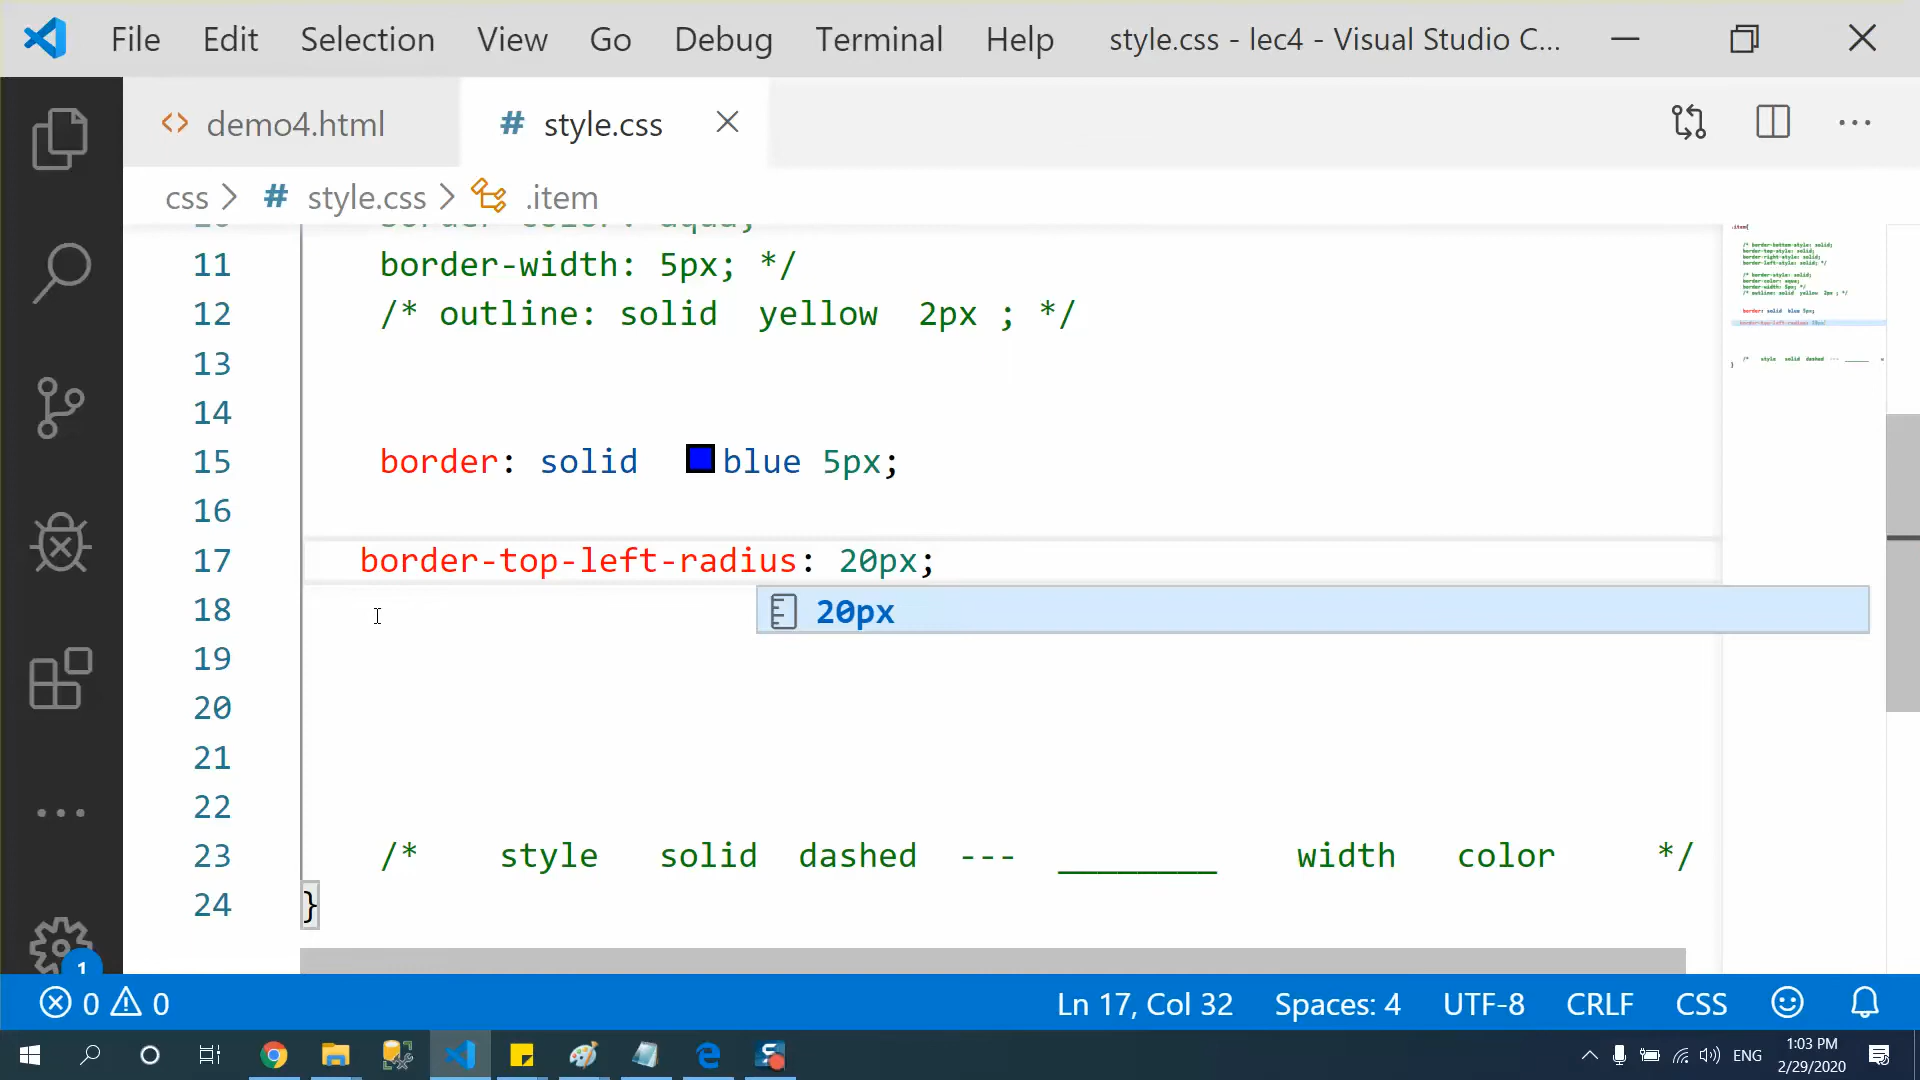 File Edit Selection View Go Debug Terminal Help style.css - lec4 - Visual Studio C...
demo4.html # style.css
css > # style.css > .item
11 border-width: 5px; */
12 /* outline: solid yellow 2px ; */
13
14
15 border: solid blue 5px;
16
17 border-top-left-radius: 20px;
20px
18
19
20
21
22
23 /* style solid dashed --- ________ width color */
24 }
1
0 0 Ln 17, Col 32 Spaces: 4 UTF-8 CRLF CSS
ENG 1:03 PM
2/29/2020